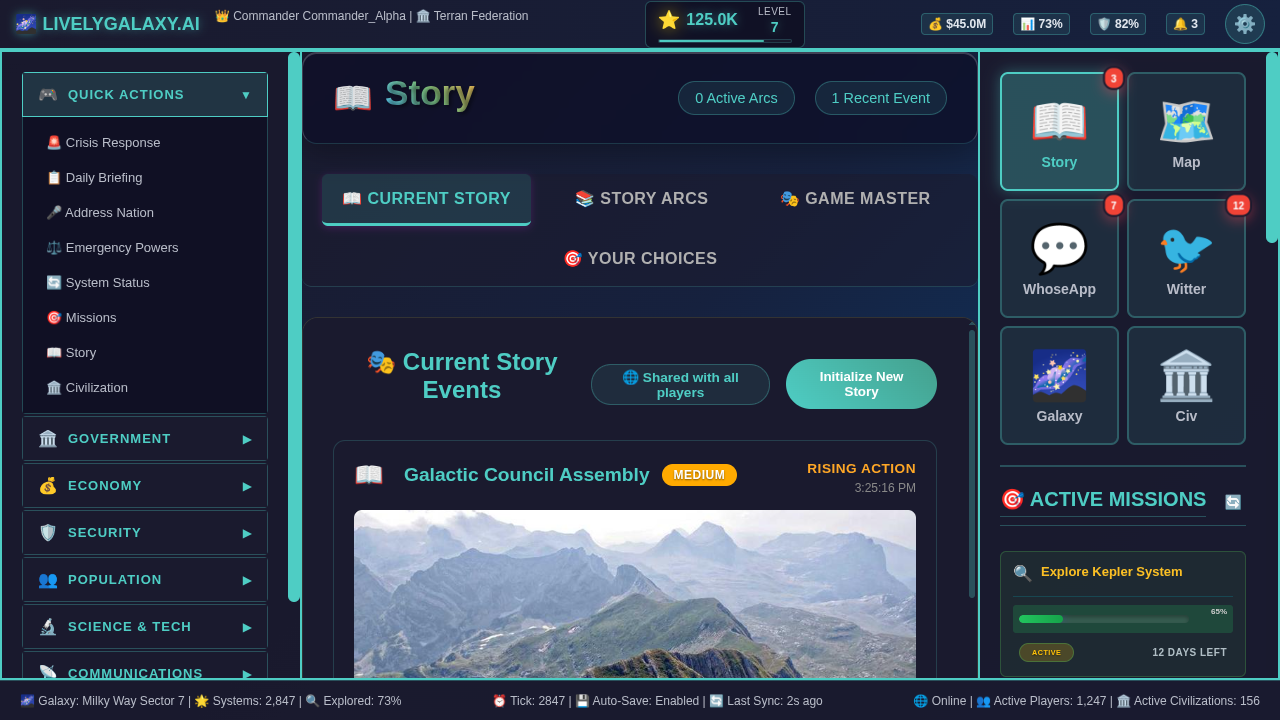 🌌 LIVELYGALAXY.AI
👑 Commander Commander_Alpha | 🏛️ Terran Federation
⭐ 125.0K
LEVEL
7
💰 $45.0M
📊 73%
🛡️ 82%
🔔 3
⚙️
🎮 QUICK ACTIONS ▼
🚨 Crisis Response
📋 Daily Briefing
🎤 Address Nation
⚖️ Emergency Powers
🔄 System Status
🎯 Missions
📖 Story
🏛️ Civilization
🏛️ GOVERNMENT ▶
💰 ECONOMY ▶
🛡️ SECURITY ▶
👥 POPULATION ▶
🔬 SCIENCE & TECH ▶
📡 COMMUNICATIONS ▶
📖 Story
0 Active Arcs
1 Recent Event
📖 CURRENT STORY
📚 STORY ARCS
🎭 GAME MASTER
🎯 YOUR CHOICES
🎭 Current Story
Events
🌐 Shared with all
players
Initialize New
Story
📖 Galactic Council Assembly
MEDIUM
RISING ACTION
3:25:16 PM
3
📖
Story
🗺️
Map
7
💬
WhoseApp
12
🐦
Witter
🌌
Galaxy
🏛️
Civ
🎯 ACTIVE MISSIONS 🔄
🔍 Explore Kepler System
65%
ACTIVE
12 DAYS LEFT
🌌 Galaxy: Milky Way Sector 7 | 🌟 Systems: 2,847 | 🔍 Explored: 73%
⏰ Tick: 2847 | 💾 Auto-Save: Enabled | 🔄 Last Sync: 2s ago
🌐 Online | 👥 Active Players: 1,247 | 🏛️ Active Civilizations: 156